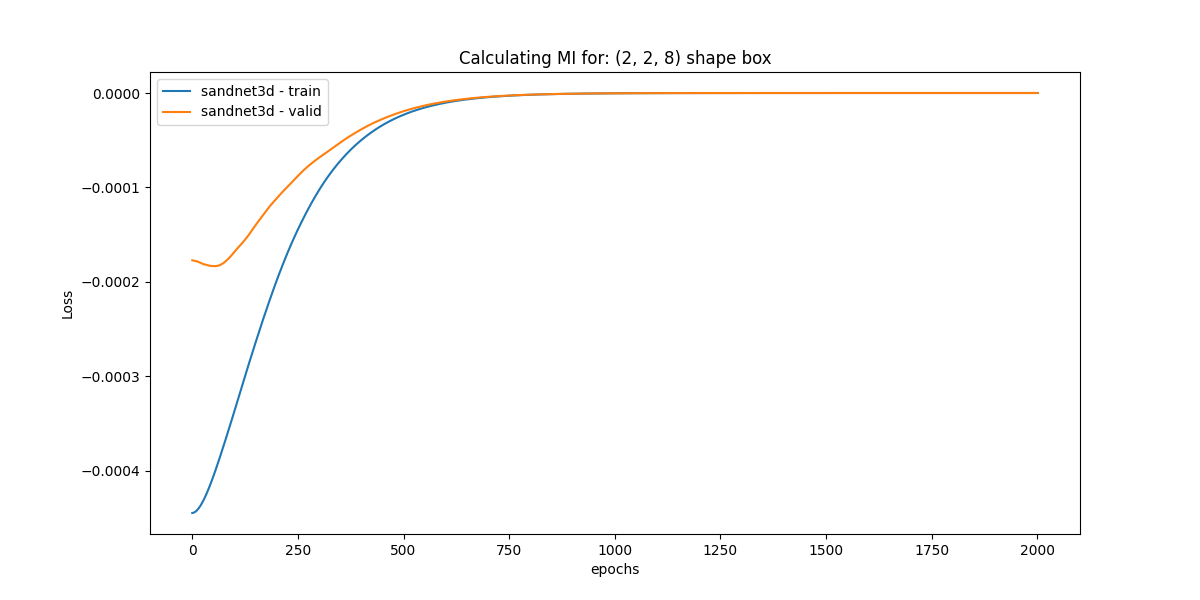 Calculating MI for: (2, 2, 8) shape box
sandnet3d - train
sandnet3d - valid
0.0000
−0.0001
−0.0002
−0.0003
−0.0004
Loss
0 250 500 750 1000 1250 1500 1750 2000
epochs